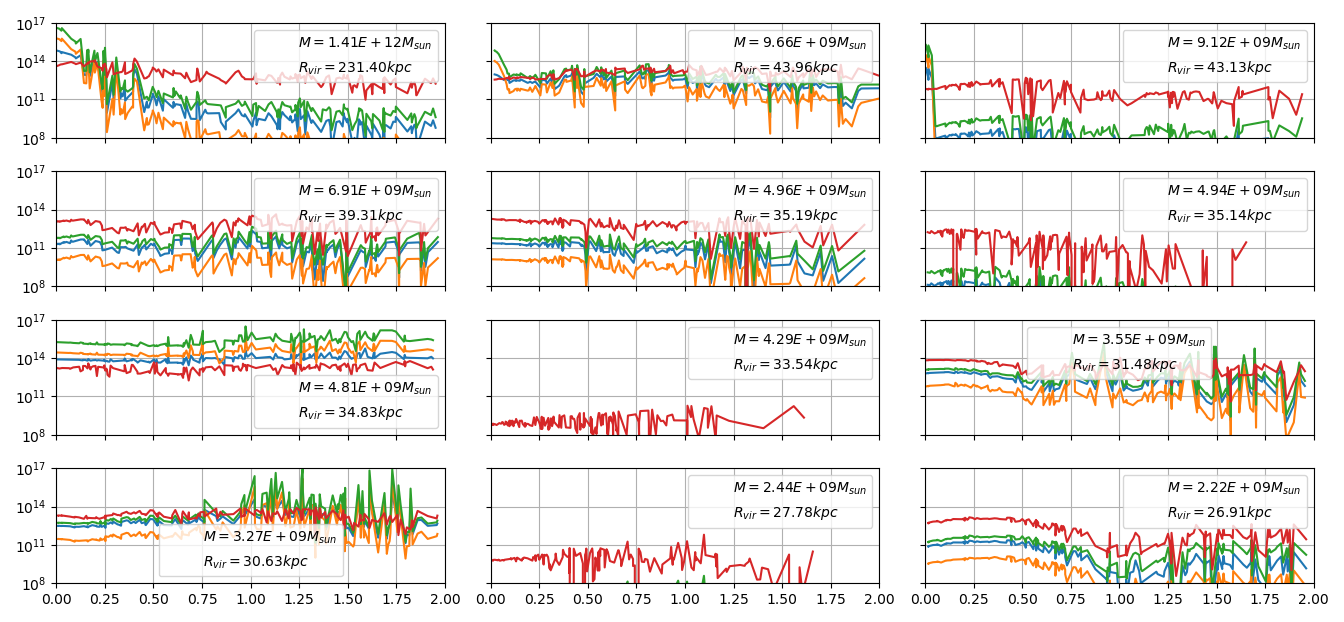 10^17
10^14
10^11
10^8
M = 1.41E + 12M_sun
R_vir = 231.40kpc
M = 9.66E + 09M_sun
R_vir = 43.96kpc
M = 9.12E + 09M_sun
R_vir = 43.13kpc
10^17
10^14
10^11
10^8
M = 6.91E + 09M_sun
R_vir = 39.31kpc
M = 4.96E + 09M_sun
R_vir = 35.19kpc
M = 4.94E + 09M_sun
R_vir = 35.14kpc
10^17
10^14
10^11
10^8
M = 4.81E + 09M_sun
R_vir = 34.83kpc
M = 4.29E + 09M_sun
R_vir = 33.54kpc
M = 3.55E + 09M_sun
R_vir = 31.48kpc
10^17
10^14
10^11
10^8
M = 3.27E + 09M_sun
R_vir = 30.63kpc
M = 2.44E + 09M_sun
R_vir = 27.78kpc
M = 2.22E + 09M_sun
R_vir = 26.91kpc
0.00 0.25 0.50 0.75 1.00 1.25 1.50 1.75 2.00
0.00 0.25 0.50 0.75 1.00 1.25 1.50 1.75 2.00
0.00 0.25 0.50 0.75 1.00 1.25 1.50 1.75 2.00